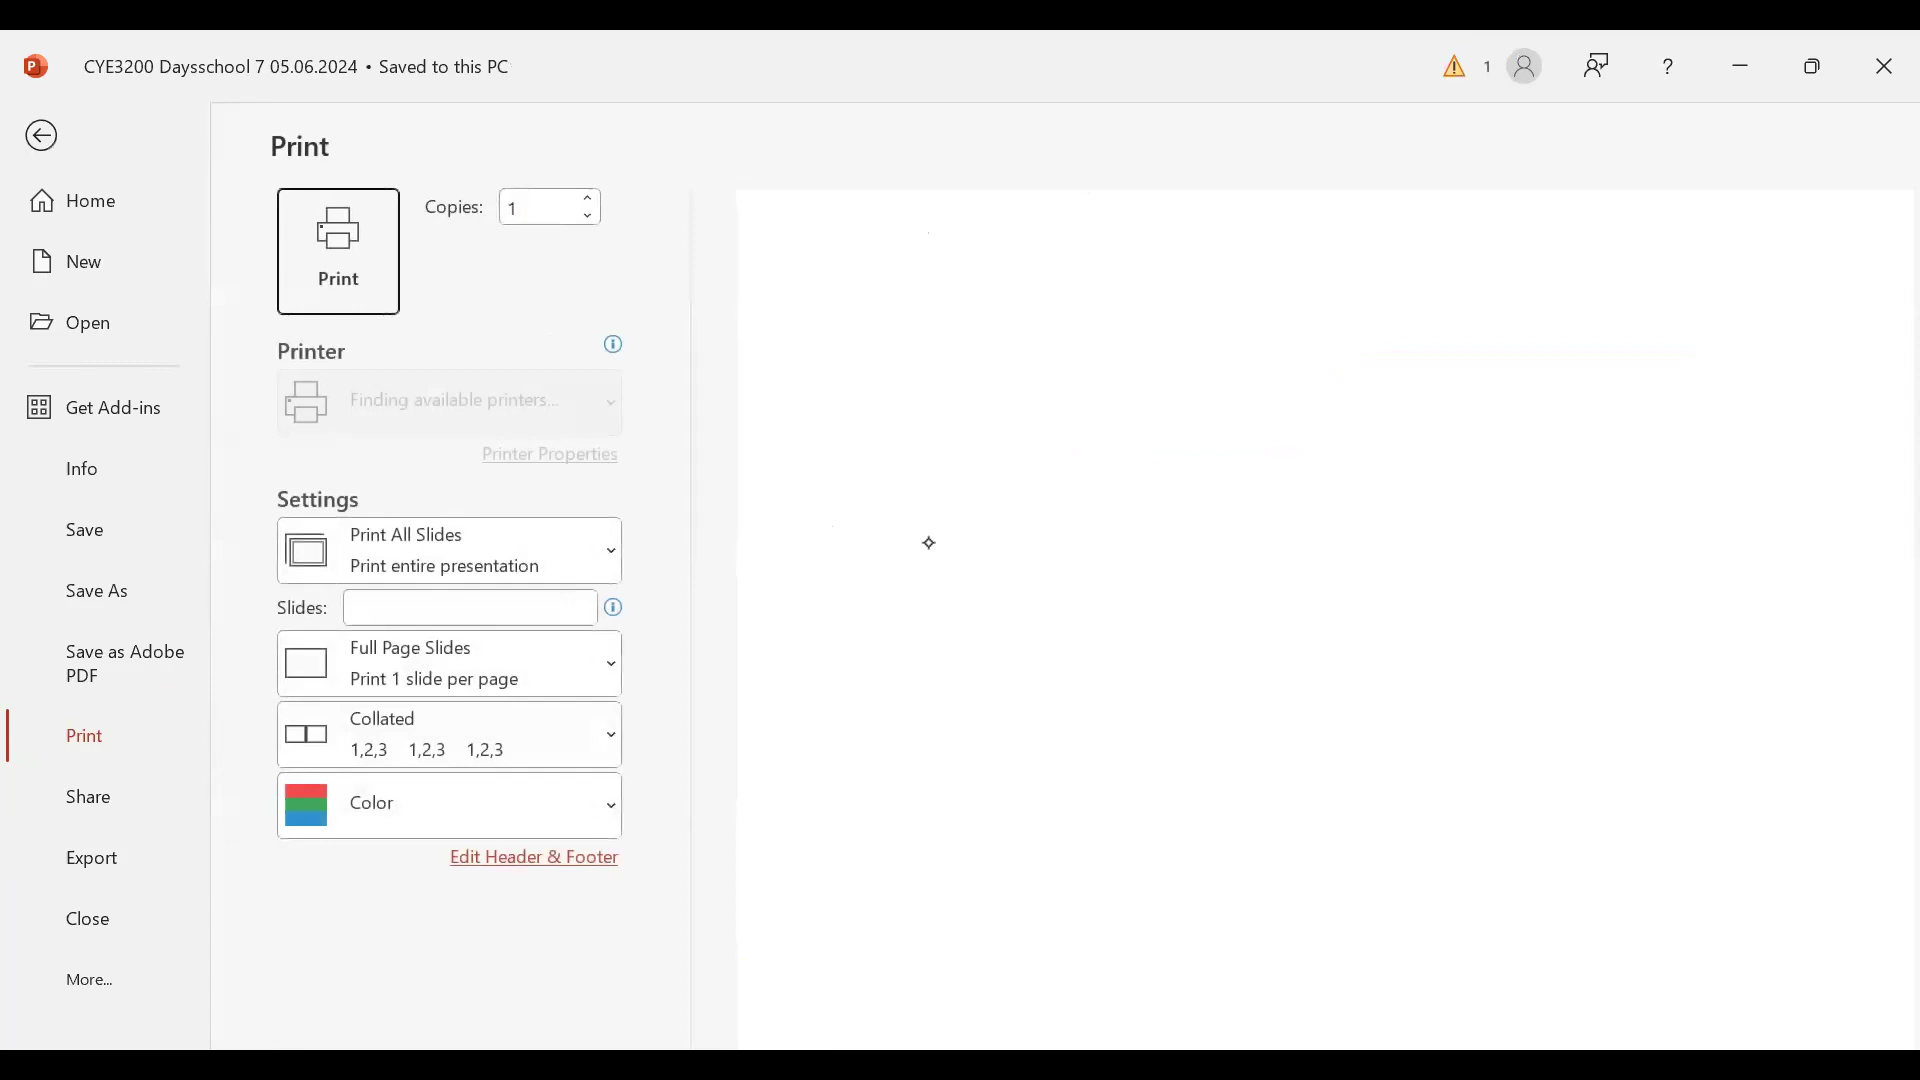 CYE3200 Daysschool 7 05.06.2024 • Saved to this PC
1
?
Print
Home
New
Open
Get Add-ins
Info
Save
Save As
Save as Adobe
PDF
Print
Share
Export
Close
More...
Print
Copies: 1
Printer
Finding available printers...
Printer Properties
Settings
Print All Slides
Print entire presentation
Slides:
Full Page Slides
Print 1 slide per page
Collated
1,2,3 1,2,3 1,2,3
Color
Edit Header & Footer